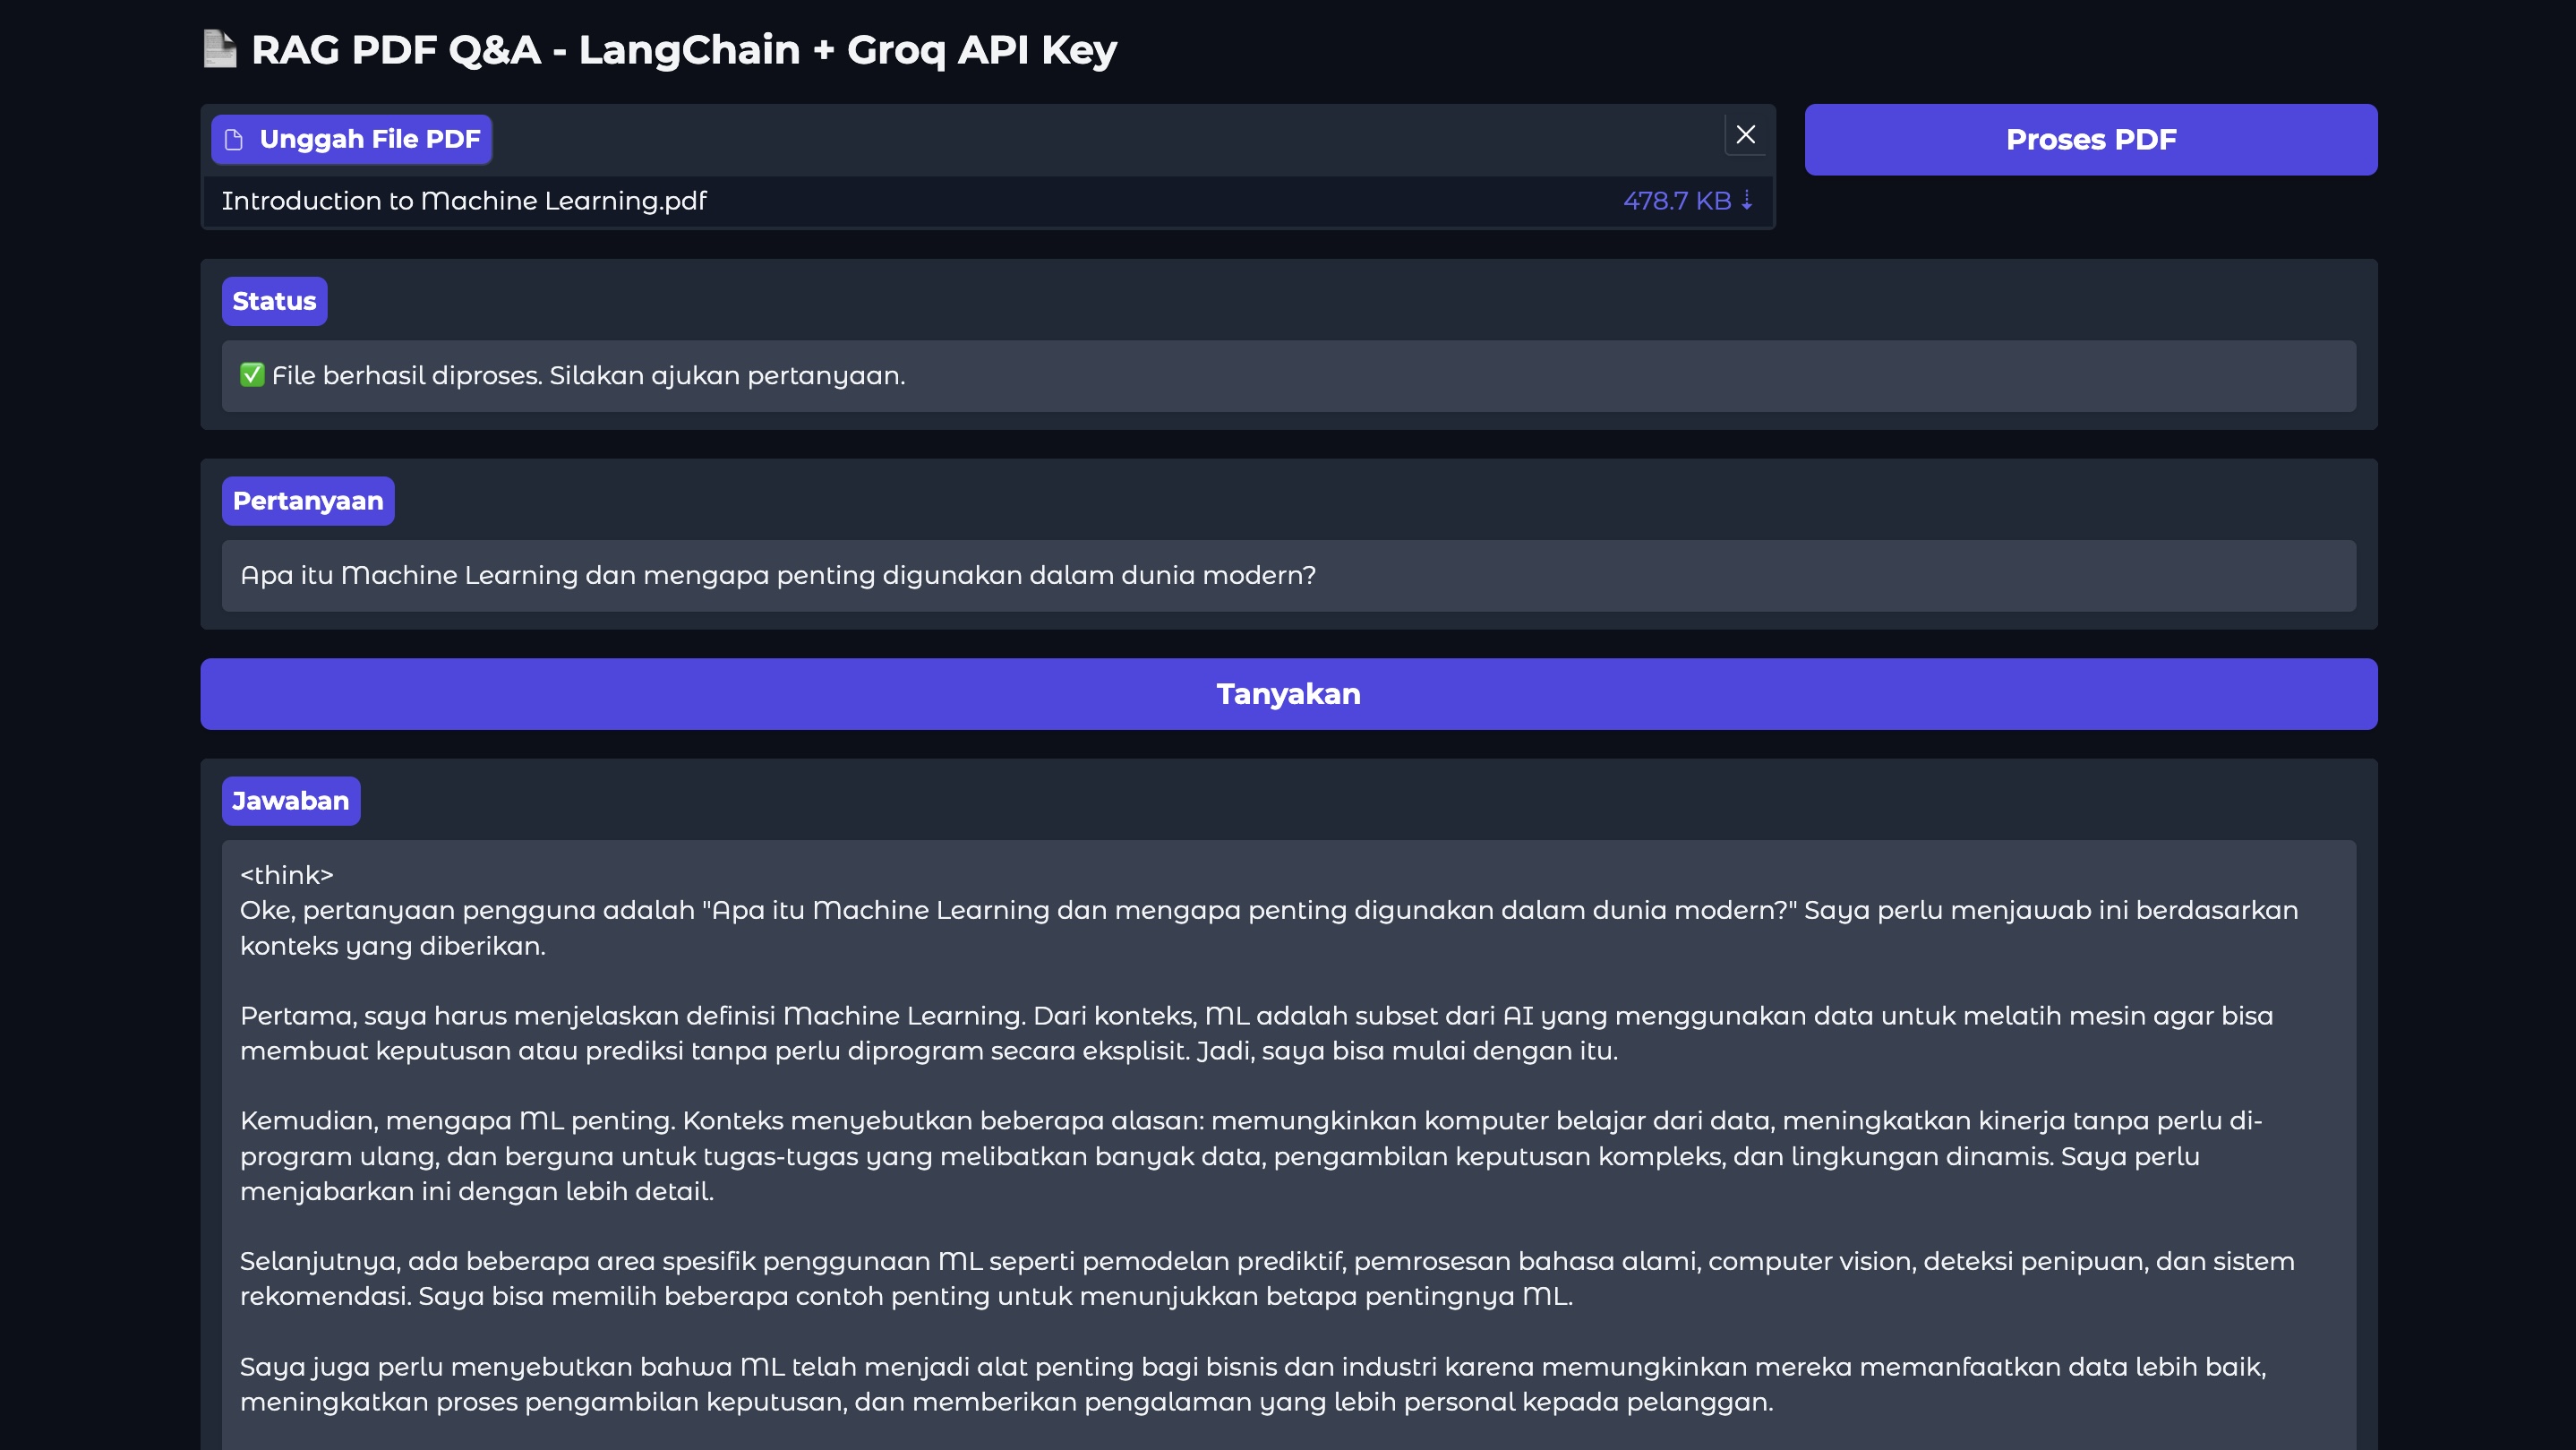 RAG PDF Q&A - LangChain + Groq API Key
Unggah File PDF
Proses PDF
Introduction to Machine Learning.pdf 478.7 KB ⇣
Status
✅ File berhasil diproses. Silakan ajukan pertanyaan.
Pertanyaan
Apa itu Machine Learning dan mengapa penting digunakan dalam dunia modern?
Tanyakan
Jawaban
<think>
Oke, pertanyaan pengguna adalah "Apa itu Machine Learning dan mengapa penting digunakan dalam dunia modern?" Saya perlu menjawab ini berdasarkan
konteks yang diberikan.
Pertama, saya harus menjelaskan definisi Machine Learning. Dari konteks, ML adalah subset dari AI yang menggunakan data untuk melatih mesin agar bisa
membuat keputusan atau prediksi tanpa perlu diprogram secara eksplisit. Jadi, saya bisa mulai dengan itu.
Kemudian, mengapa ML penting. Konteks menyebutkan beberapa alasan: memungkinkan komputer belajar dari data, meningkatkan kinerja tanpa perlu di-
program ulang, dan berguna untuk tugas-tugas yang melibatkan banyak data, pengambilan keputusan kompleks, dan lingkungan dinamis. Saya perlu
menjabarkan ini dengan lebih detail.
Selanjutnya, ada beberapa area spesifik penggunaan ML seperti pemodelan prediktif, pemrosesan bahasa alami, computer vision, deteksi penipuan, dan sistem
rekomendasi. Saya bisa memilih beberapa contoh penting untuk menunjukkan betapa pentingnya ML.
Saya juga perlu menyebutkan bahwa ML telah menjadi alat penting bagi bisnis dan industri karena memungkinkan mereka memanfaatkan data lebih baik,
meningkatkan proses pengambilan keputusan, dan memberikan pengalaman yang lebih personal kepada pelanggan.